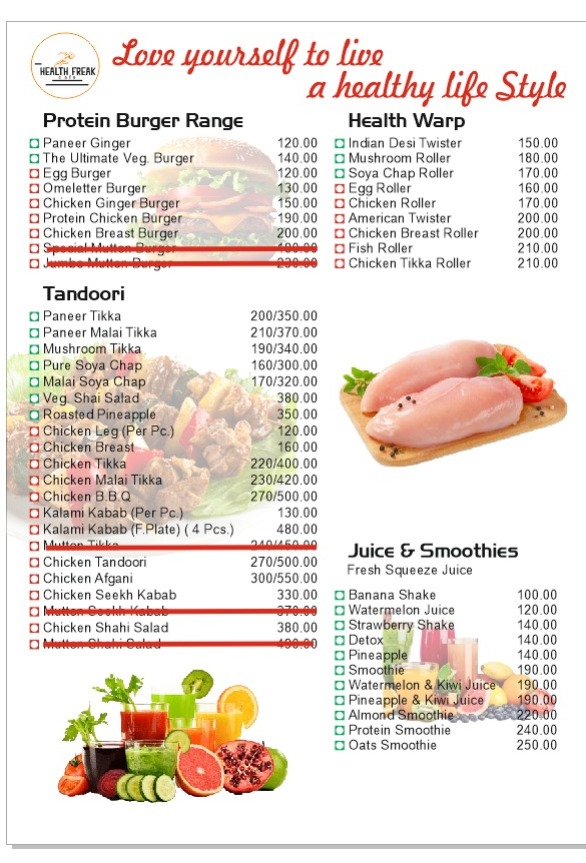 HEALTH FREAK
CAFE
Love yourself to live
a healthy life Style
Protein Burger Range
Paneer Ginger 120.00
The Ultimate Veg. Burger 140.00
Egg Burger 120.00
Omeletter Burger 130.00
Chicken Ginger Burger 150.00
Protein Chicken Burger 190.00
Chicken Breast Burger 200.00
Special Mutton Burger 180.00
Jumbo Mutton Burger 230.00
Health Warp
Indian Desi Twister 150.00
Mushroom Roller 180.00
Soya Chap Roller 170.00
Egg Roller 160.00
Chicken Roller 170.00
American Twister 200.00
Chicken Breast Roller 200.00
Fish Roller 210.00
Chicken Tikka Roller 210.00
Tandoori
Paneer Tikka 200/350.00
Paneer Malai Tikka 210/370.00
Mushroom Tikka 190/340.00
Pure Soya Chap 160/300.00
Malai Soya Chap 170/320.00
Veg. Shai Salad 380.00
Roasted Pineapple 350.00
Chicken Leg (Per Pc.) 120.00
Chicken Breast 160.00
Chicken Tikka 220/400.00
Chicken Malai Tikka 230/420.00
Chicken B.B.Q 270/500.00
Kalami Kabab (Per Pc.) 130.00
Kalami Kabab (F.Plate) ( 4 Pcs.) 480.00
Mutton Tikka 240/450.00
Chicken Tandoori 270/500.00
Chicken Afgani 300/550.00
Chicken Seekh Kabab 330.00
Mutton Seekh Kabab 370.00
Chicken Shahi Salad 380.00
Mutton Shahi Salad 490.00
Juice & Smoothies
Fresh Squeeze Juice
Banana Shake 100.00
Watermelon Juice 120.00
Strawberry Shake 140.00
Detox 140.00
Pineapple 140.00
Smoothie 190.00
Watermelon & Kiwi Juice 190.00
Pineapple & Kiwi Juice 190.00
Almond Smoothie 220.00
Protein Smoothie 240.00
Oats Smoothie 250.00